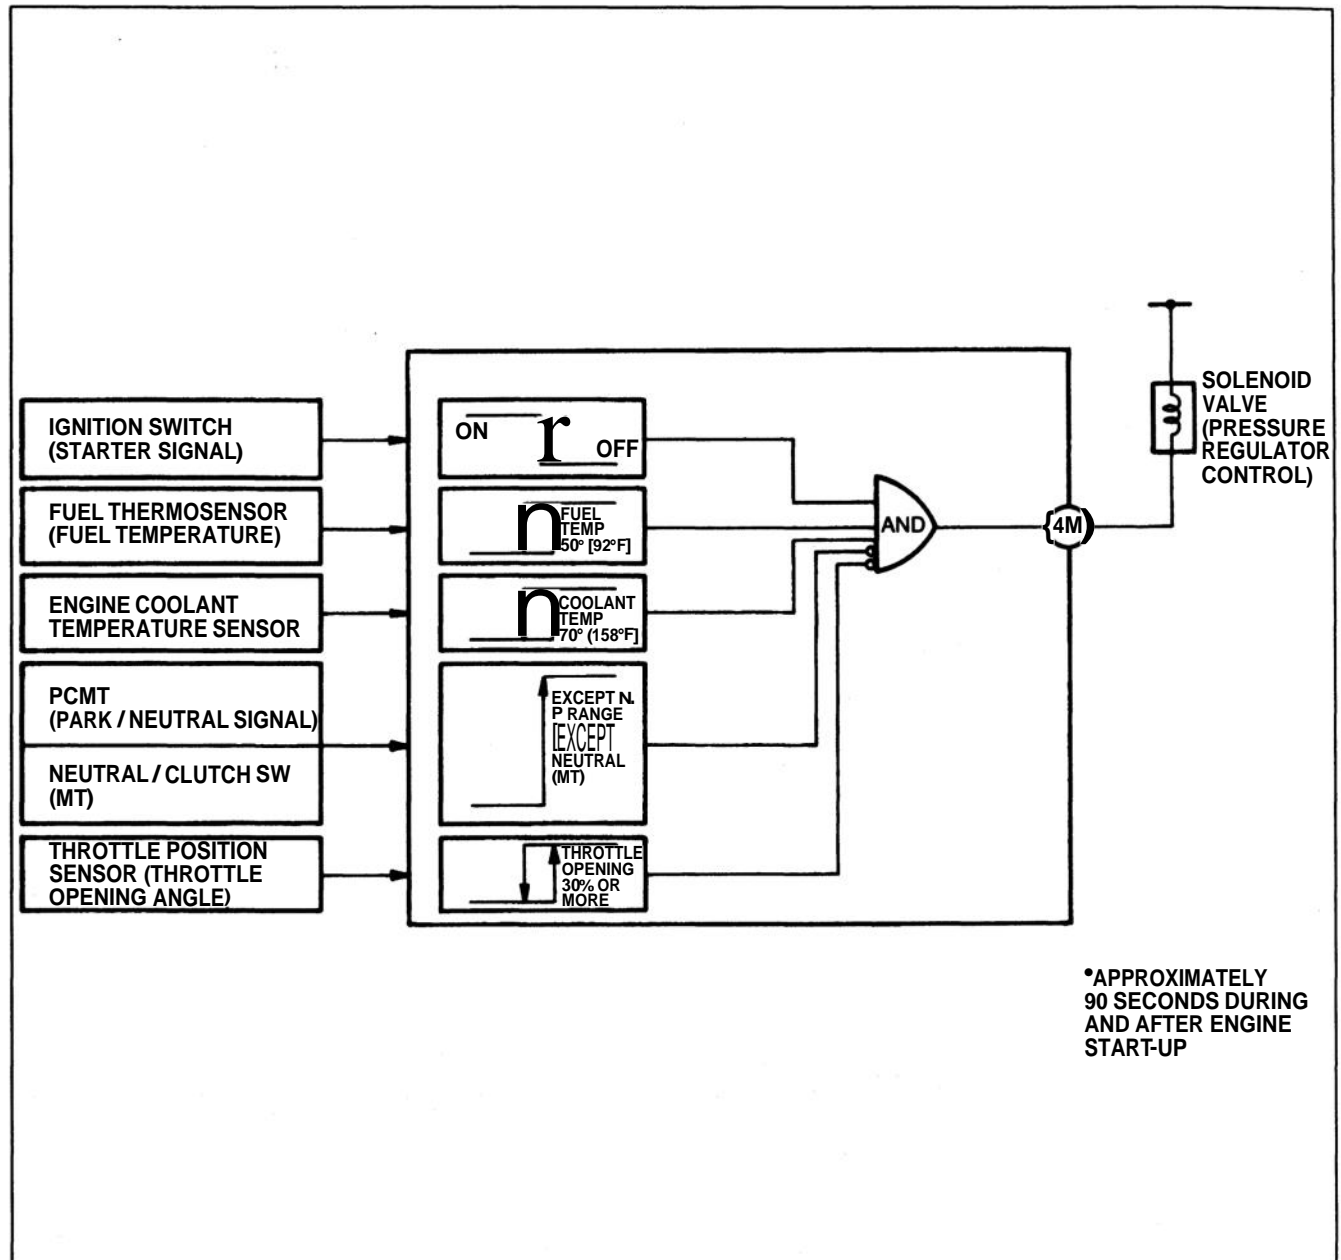 IGNITION SWITCH
(STARTER SIGNAL)
ON
OFF
FUEL THERMOSENSOR
(FUEL TEMPERATURE)
FUEL
TEMP
50° [92°F]
ENGINE COOLANT
TEMPERATURE SENSOR
COOLANT
TEMP
70° (158°F]
PCMT
(PARK / NEUTRAL SIGNAL)
NEUTRAL / CLUTCH SW
(MT)
EXCEPT N.
P RANGE
[EXCEPT
NEUTRAL
(MT)
THROTTLE POSITION
SENSOR (THROTTLE
OPENING ANGLE)
THROTTLE
OPENING
30% OR
MORE
AND
{4M)
SOLENOID
VALVE
(PRESSURE
REGULATOR
CONTROL)
•APPROXIMATELY
90 SECONDS DURING
AND AFTER ENGINE
START-UP